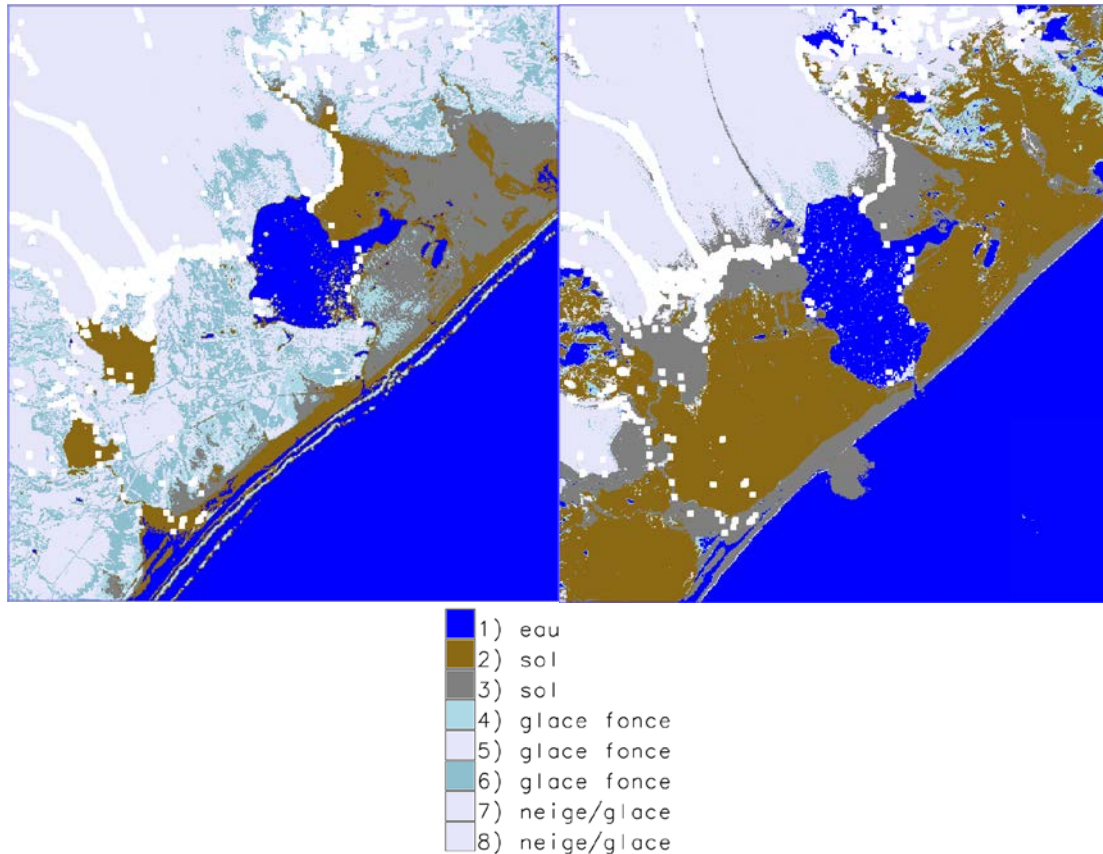 1) eau
2) sol
3) sol
4) glace fonce
5) glace fonce
6) glace fonce
7) neige/glace
8) neige/glace